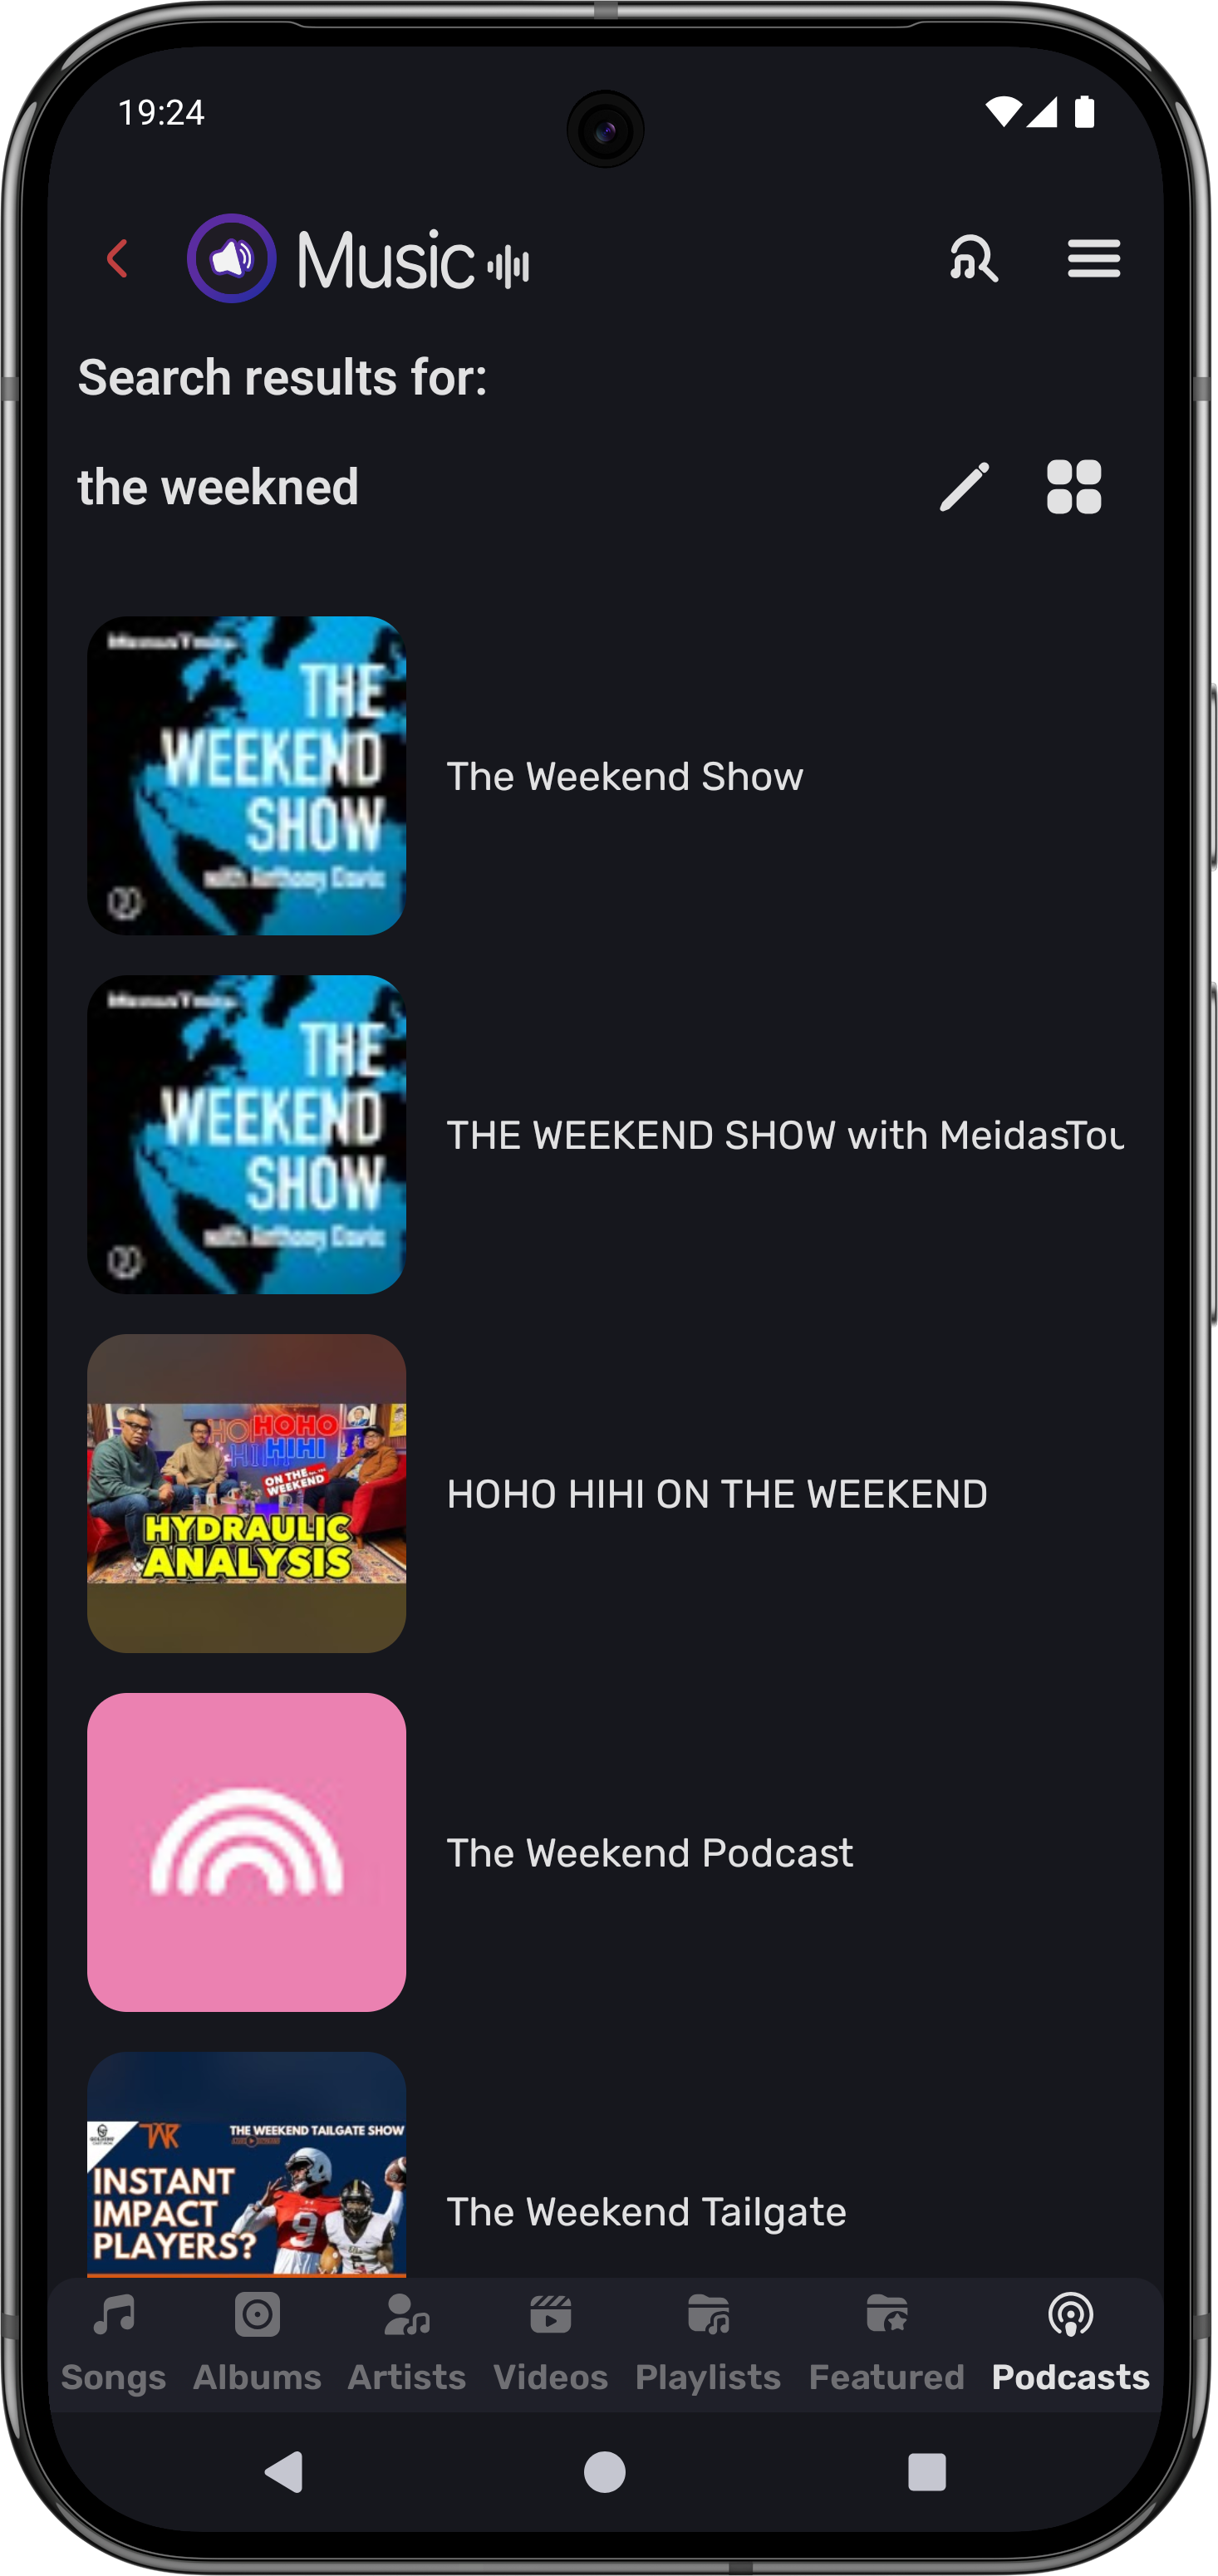 19:24
Music
Search results for:
the weekned
THE
WEEKEND
SHOW
with Anthony Davis
The Weekend Show
THE
WEEKEND
SHOW
with Anthony Davis
THE WEEKEND SHOW with MeidasTou
HOHO
HIHI
ON THE
WEEKEND
HYDRAULIC
ANALYSIS
HOHO HIHI ON THE WEEKEND
The Weekend Podcast
THE WEEKEND TAILGATE SHOW
INSTANT
IMPACT
PLAYERS?
9
The Weekend Tailgate
Songs Albums Artists Videos Playlists Featured Podcasts